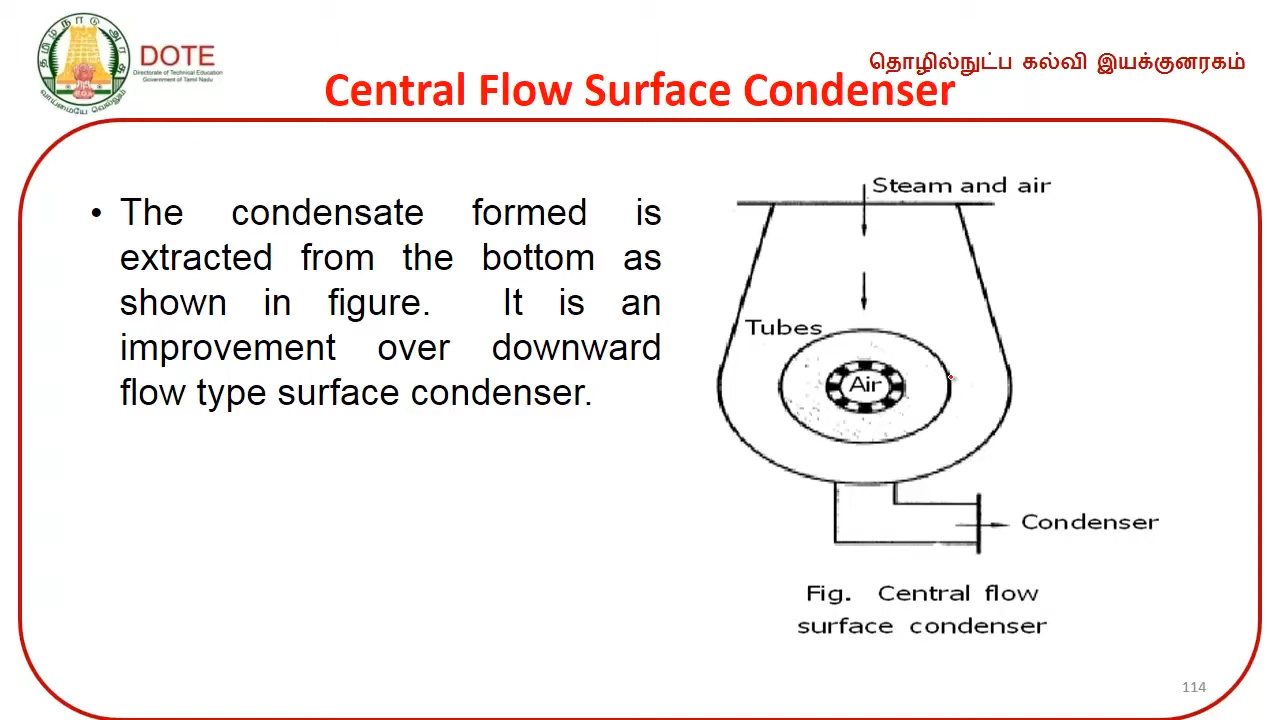 தமிழ்நாடு அரசு
வாய்மையே வெல்லும்
DOTE
Directorate of Technical Education
Government of Tamil Nadu
தொழில்நுட்ப கல்வி இயக்குனரகம்
Central Flow Surface Condenser
• The condensate formed is
extracted from the bottom as
shown in figure. It is an
improvement over downward
flow type surface condenser.
Steam and air
Tubes
Air
Condenser
Fig. Central flow
surface condenser
114